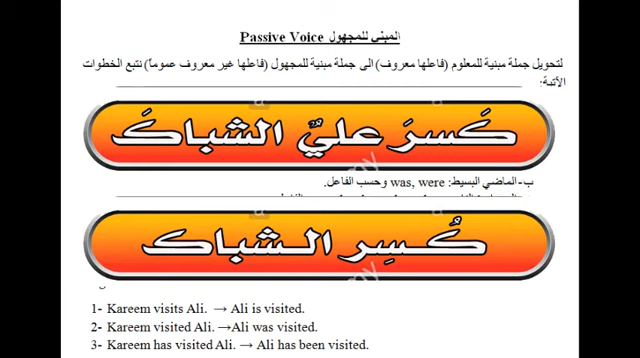 المبني للمجهول Passive Voice
لتحويل جملة مبنية للمعلوم (فاعلها معروف) الى جملة مبنية للمجهول (فاعلها غير معروف عموماً) نتبع الخطوات
الآتية:
كَسرَ عليٌ الشباكَ
ب- الماضي البسيط: was, were وحسب الفاعل.
كُسِر الشباك
1- Kareem visits Ali. → Ali is visited.
2- Kareem visited Ali. →Ali was visited.
3- Kareem has visited Ali. → Ali has been visited.